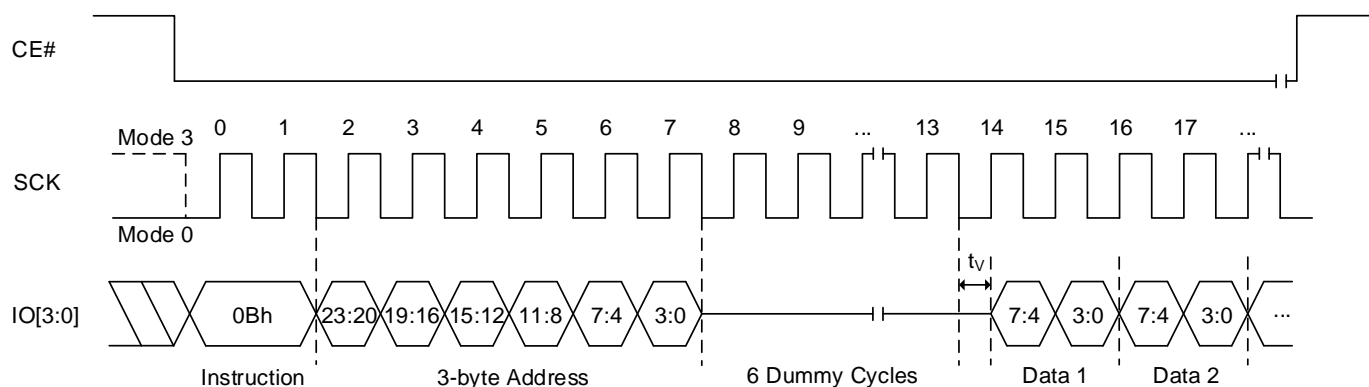 CE#
0 1 2 3 4 5 6 7 8 9 ... 13 14 15 16 17 ...
Mode 3
SCK
Mode 0
tV
IO[3:0] 0Bh 23:20 19:16 15:12 11:8 7:4 3:0 7:4 3:0 7:4 3:0 ...
Instruction 3-byte Address 6 Dummy Cycles Data 1 Data 2